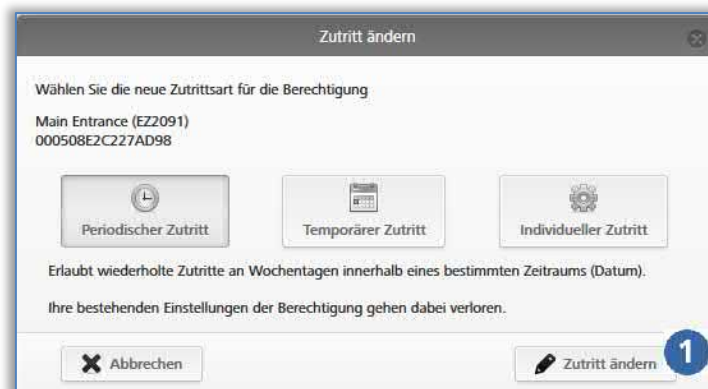 Zutritt ändern
Wählen Sie die neue Zutrittsart für die Berechtigung
Main Entrance (EZ2091)
000508E2C227AD98
Periodischer Zutritt
Temporärer Zutritt
Individueller Zutritt
Erlaubt wiederholte Zutritte an Wochentagen innerhalb eines bestimmten Zeitraums (Datum).
Ihre bestehenden Einstellungen der Berechtigung gehen dabei verloren.
Abbrechen
Zutritt ändern
1